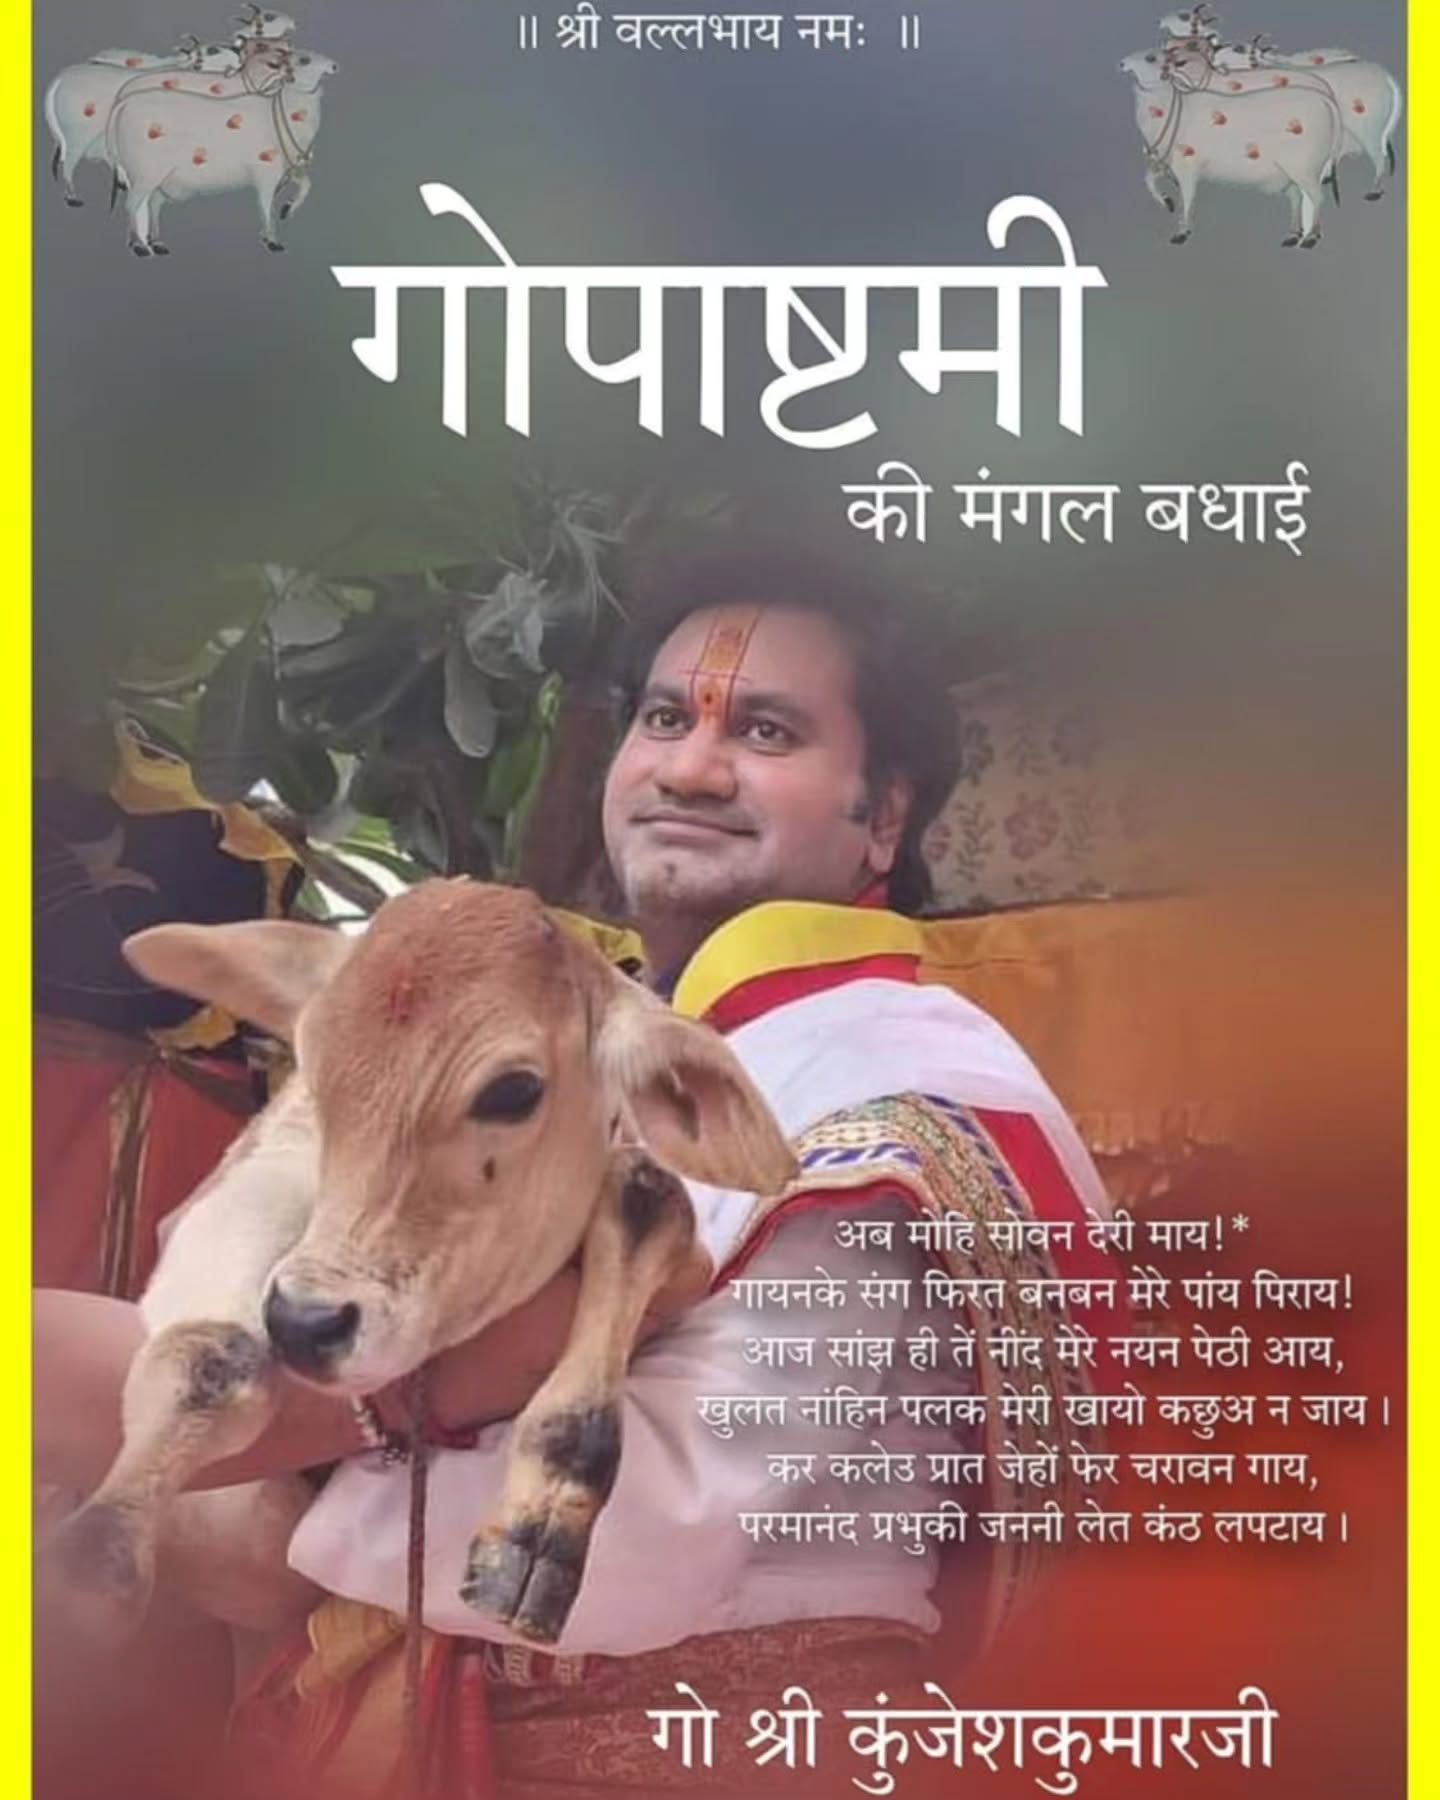 ॥ श्री वल्लभाय नमः ॥
गोपाष्टमी
की मंगल बधाई
अब मोहि सोवन देरी माय!*
गायनके संग फिरत बनबन मेरे पांय पिराय!
आज सांझ ही तें नींद मेरे नयन पेठी आय,
खुलत नांहिन पलक मेरी खायो कछुअ न जाय।
कर कलेउ प्रात जेहों फेर चरावन गाय,
परमानंद प्रभुकी जननी लेत कंठ लपटाय।
गो श्री कुंजेशकुमारजी